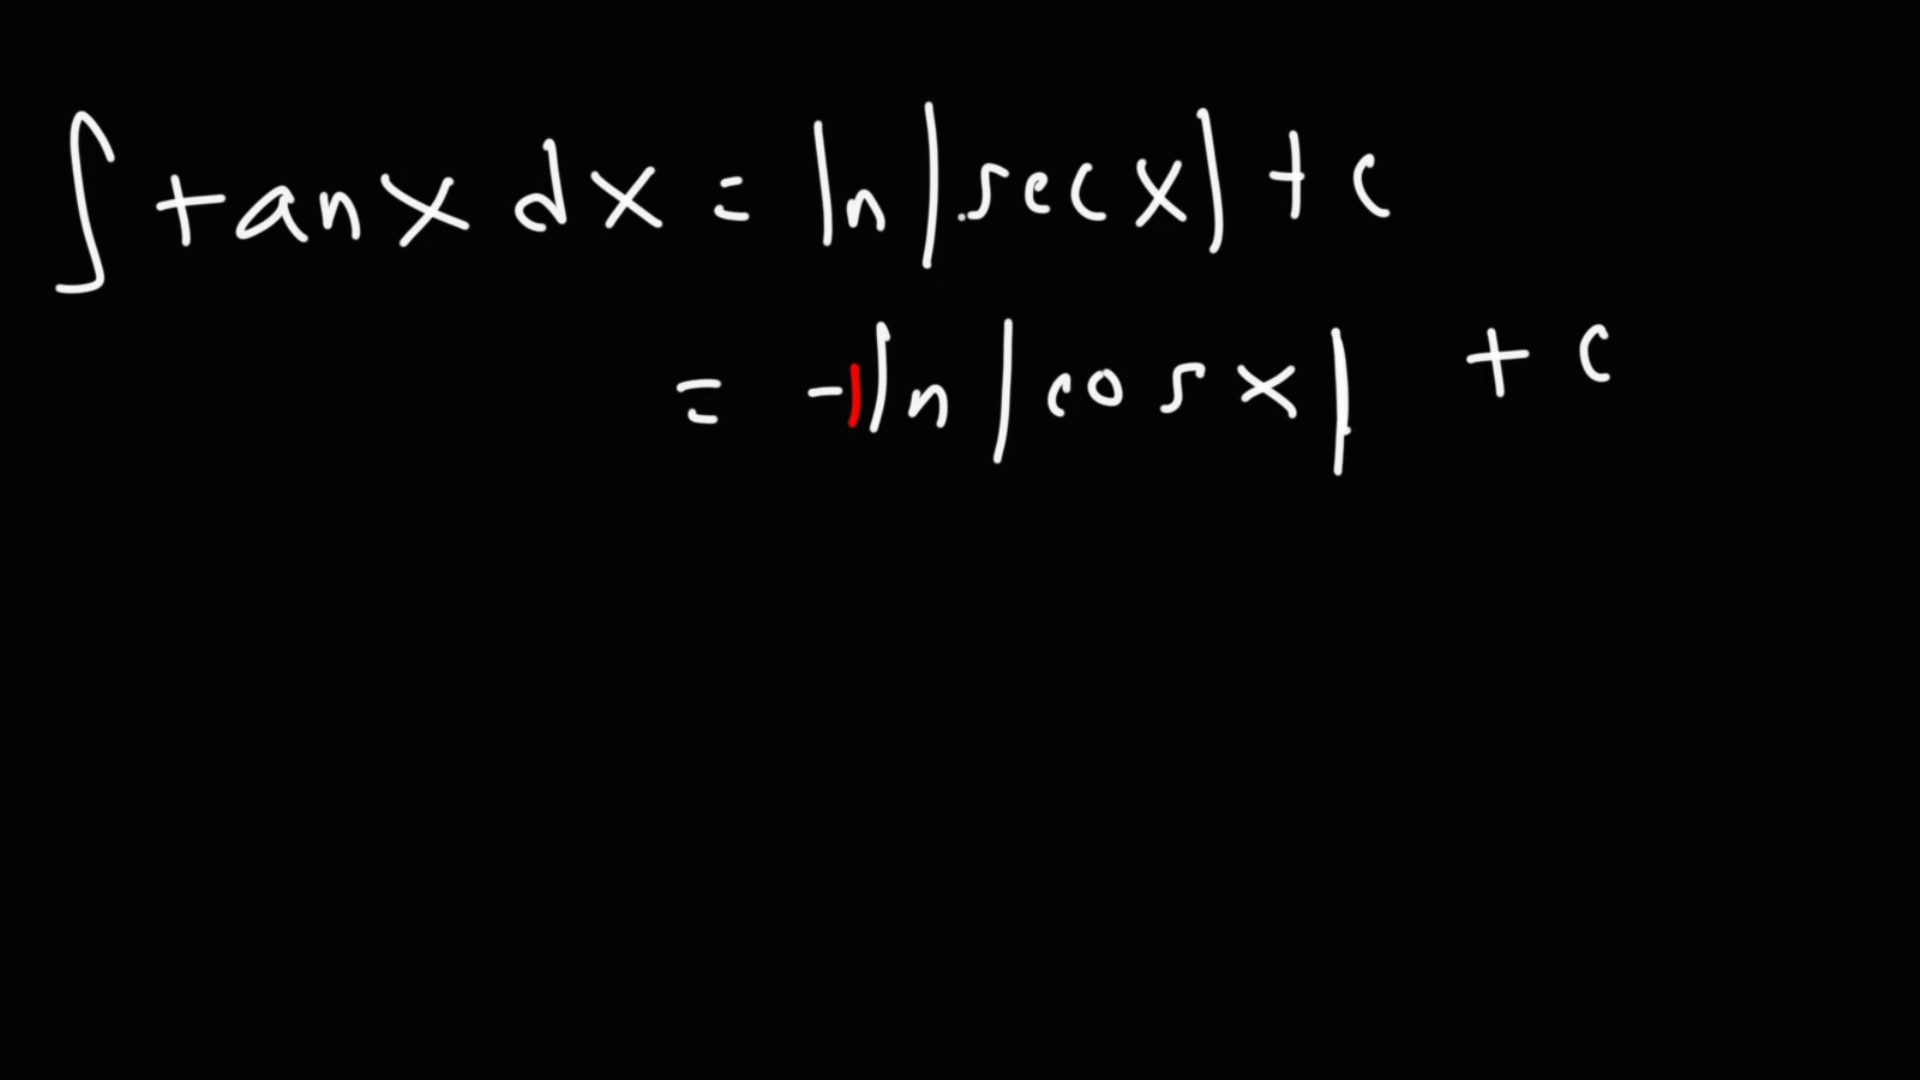 ∫ tanx dx = ln|secx| + c
= -1ln|cosx| + c